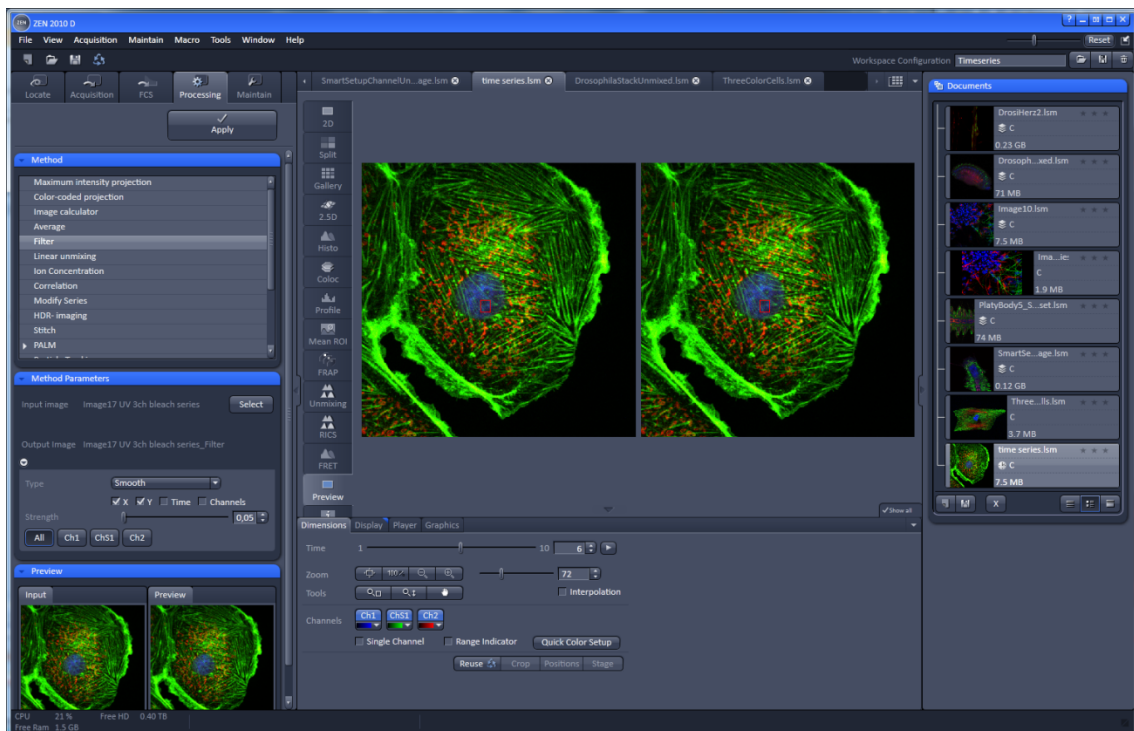 ZEN 2010 D
File View Acquisition Maintain Macro Tools Window Help
Reset
Workspace Configuration Timeseries
Locate Acquisition FCS Processing Maintain
Apply
Method
Maximum intensity projection
Color-coded projection
Image calculator
Average
Filter
Linear unmixing
Ion Concentration
Correlation
Modify Series
HDR- imaging
Stitch
PALM
Method Parameters
Input image Image17 UV 3ch bleach series Select
Output Image Image17 UV 3ch bleach series_Filter
Type Smooth
X Y Time Channels
Strength 0,05
All Ch1 ChS1 Ch2
Preview
Input Preview
SmartSetupChannelUn...age.lsm time series.lsm DrosophilaStackUnmixed.lsm ThreeColorCells.lsm
2D
Split
Gallery
2.5D
Histo
Coloc
Profile
Mean ROI
FRAP
Unmixing
RICS
FRET
Preview
Show all
Dimensions Display Player Graphics
Time 1 10 6
Zoom 100% 72
Tools Interpolation
Channels Ch1 ChS1 Ch2
Single Channel Range Indicator Quick Color Setup
Reuse Crop Positions Stage
Documents
DrosiHerz2.lsm
C
0.23 GB
Drosoph...xed.lsm
C
71 MB
Image10.lsm
C
7.5 MB
Ima...ie:
C
1.9 MB
PlatyBody5_S...set.lsm
C
74 MB
SmartSe...age.lsm
C
0.12 GB
Three...lls.lsm
C
3.7 MB
time series.lsm
C
7.5 MB
X
CPU 21 % Free HD 0.40 TB
Free Ram 1.5 GB